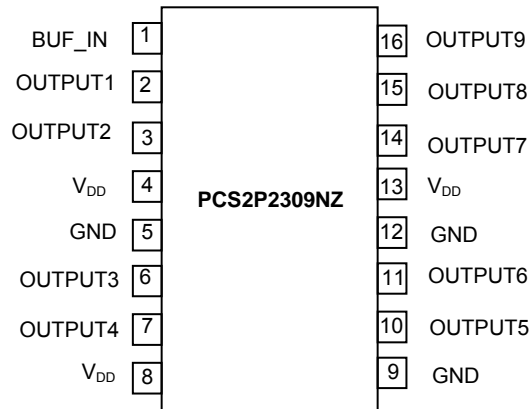 BUF_IN 1 16 OUTPUT9
OUTPUT1 2 15 OUTPUT8
OUTPUT2 3 14 OUTPUT7
VDD 4 13 VDD
PCS2P2309NZ
GND 5 12 GND
OUTPUT3 6 11 OUTPUT6
OUTPUT4 7 10 OUTPUT5
VDD 8 9 GND